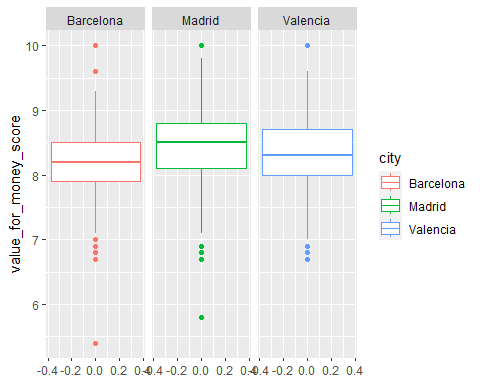 Barcelona Madrid Valencia
10
9
8
7
6
value_for_money_score
-0.4 -0.2 0.0 0.2 0.4 -0.4 -0.2 0.0 0.2 0.4 -0.4 -0.2 0.0 0.2 0.4
city
Barcelona
Madrid
Valencia